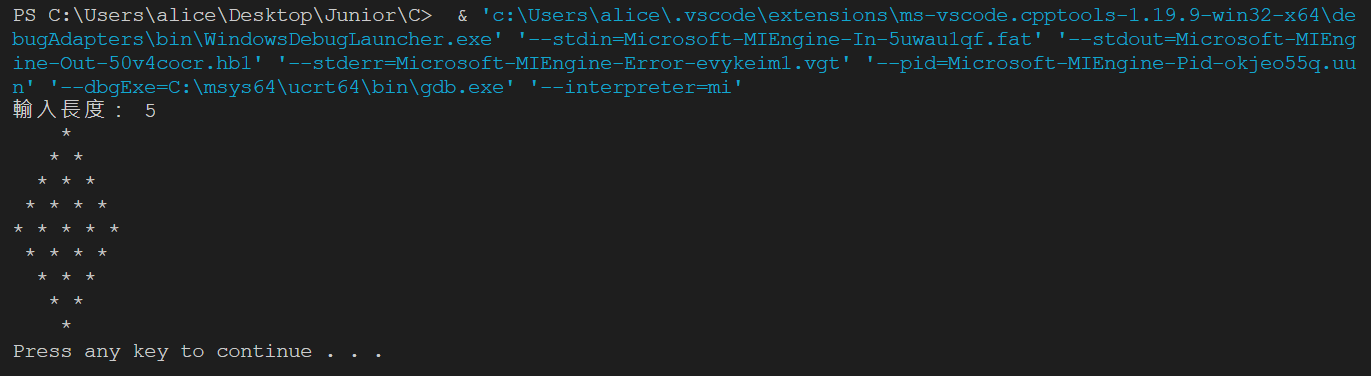 PS C:\Users\alice\Desktop\Junior\C>  & 'c:\Users\alice\.vscode\extensions\ms-vscode.cpptools-1.19.9-win32-x64\de
bugAdapters\bin\WindowsDebugLauncher.exe' '--stdin=Microsoft-MIEngine-In-5uwau1qf.fat' '--stdout=Microsoft-MIEng
ine-Out-50v4cocr.hb1' '--stderr=Microsoft-MIEngine-Error-evykeiml.vgt' '--pid=Microsoft-MIEngine-Pid-okjeo55q.uu
n' '--dbgExe=C:\msys64\ucrt64\bin\gdb.exe' '--interpreter=mi'
輸入長度： 5
    *
   * *
  * * *
 * * * *
* * * * *
 * * * *
  * * *
   * *
    *
Press any key to continue . . .